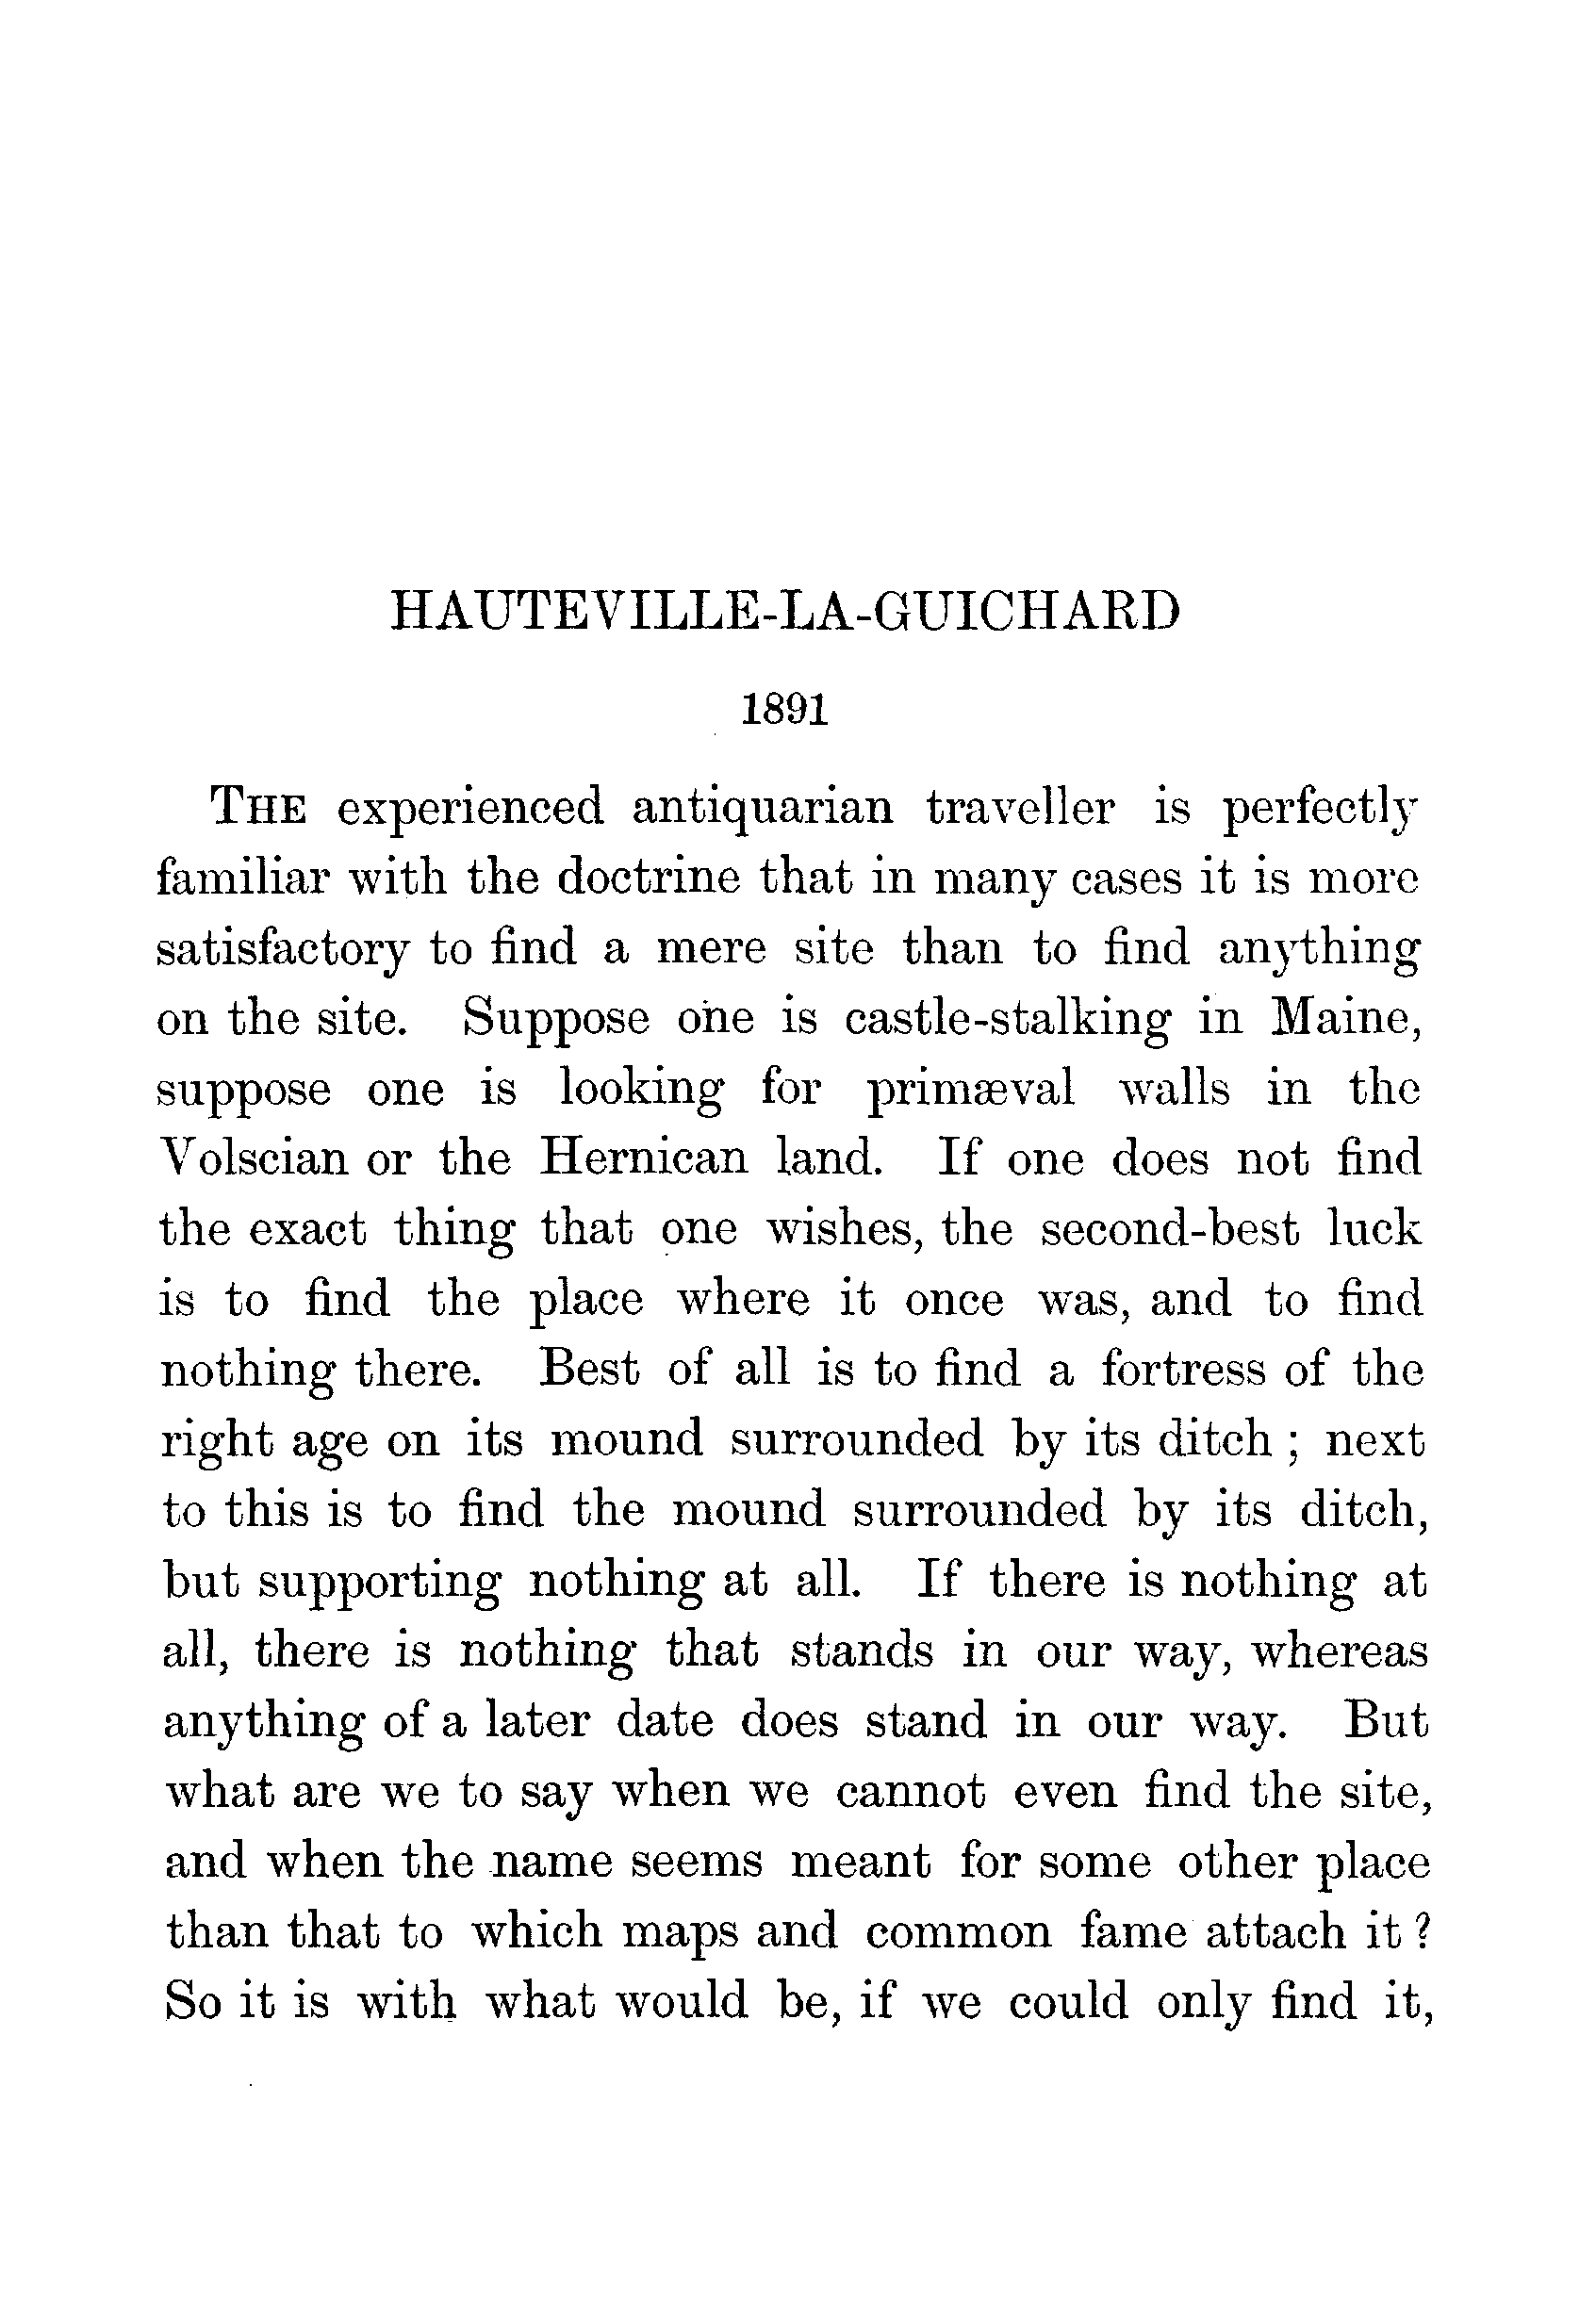 HAUTEVILLE-LA-GUICHARD
1891
THE experienced antiquarian traveller is perfectly
familiar with the doctrine that in many cases it is more
satisfactory to find a mere site than to find anything
on the site. Suppose one is castle-stalking in Maine,
suppose one is looking for primæval walls in the
Volscian or the Hernican land. If one does not find
the exact thing that one wishes, the second-best luck
is to find the place where it once was, and to find
nothing there. Best of all is to find a fortress of the
right age on its mound surrounded by its ditch ; next
to this is to find the mound surrounded by its ditch,
but supporting nothing at all. If there is nothing at
all, there is nothing that stands in our way, whereas
anything of a later date does stand in our way. But
what are we to say when we cannot even find the site,
and when the name seems meant for some other place
than that to which maps and common fame attach it ?
So it is with what would be, if we could only find it,